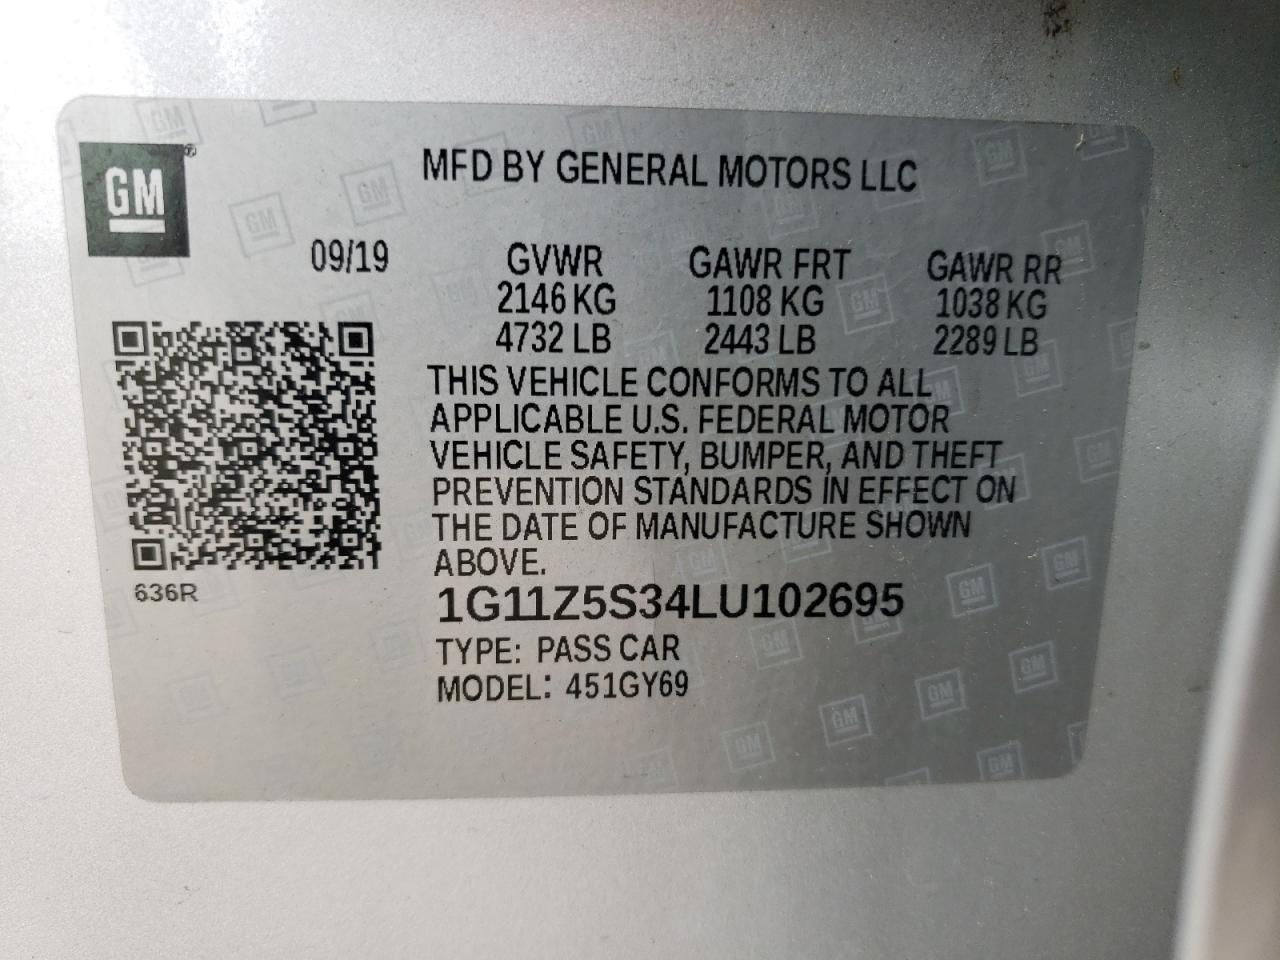 GM®
MFD BY GENERAL MOTORS LLC
09/19
GVWR GAWR FRT GAWR RR
2146 KG 1108 KG 1038 KG
4732 LB 2443 LB 2289 LB
THIS VEHICLE CONFORMS TO ALL
APPLICABLE U.S. FEDERAL MOTOR
VEHICLE SAFETY, BUMPER, AND THEFT
PREVENTION STANDARDS IN EFFECT ON
THE DATE OF MANUFACTURE SHOWN
ABOVE.
636R
1G11Z5S34LU102695
TYPE: PASS CAR
MODEL: 451GY69